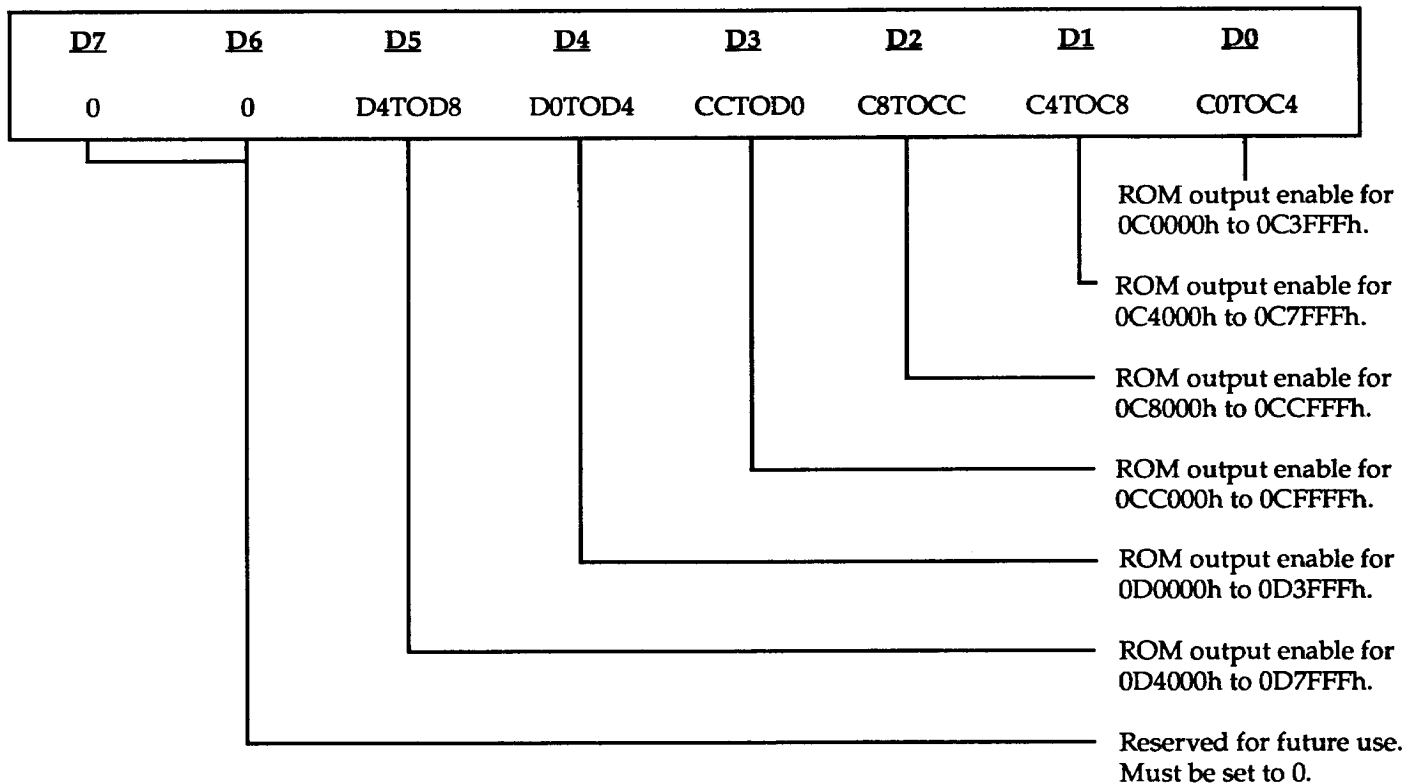 D7 D6 D5 D4 D3 D2 D1 D0
0 0 D4TOD8 D0TOD4 CCTOD0 C8TOCC C4TOC8 C0TOC4
ROM output enable for
0C0000h to 0C3FFFh.
ROM output enable for
0C4000h to 0C7FFFh.
ROM output enable for
0C8000h to 0CCFFFh.
ROM output enable for
0CC000h to 0CFFFFh.
ROM output enable for
0D0000h to 0D3FFFh.
ROM output enable for
0D4000h to 0D7FFFh.
Reserved for future use.
Must be set to 0.